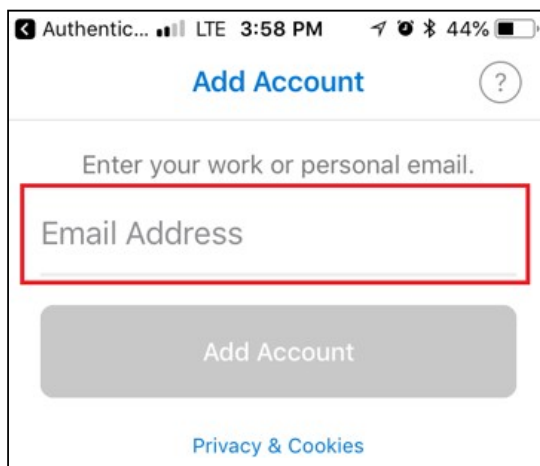 Authentic... LTE 3:58 PM 44%
Add Account ?
Enter your work or personal email.
Email Address
Add Account
Privacy & Cookies